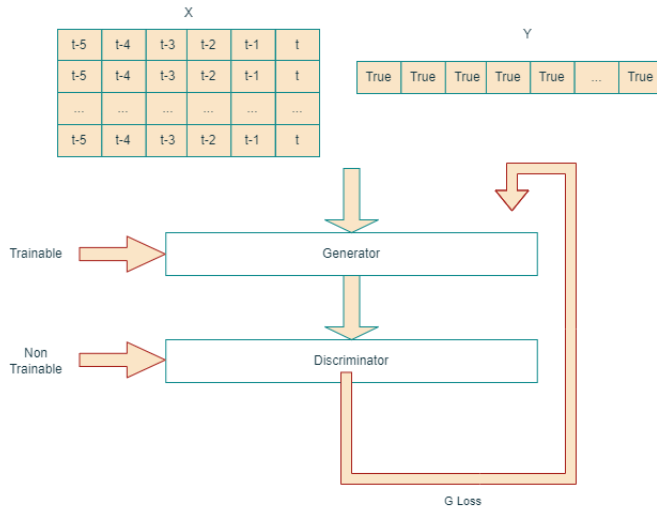 X
Y
t-5 t-4 t-3 t-2 t-1 t
t-5 t-4 t-3 t-2 t-1 t
... ... ... ... ... ...
t-5 t-4 t-3 t-2 t-1 t
True True True True True ... True
Trainable
Generator
Non
Trainable
Discriminator
G Loss